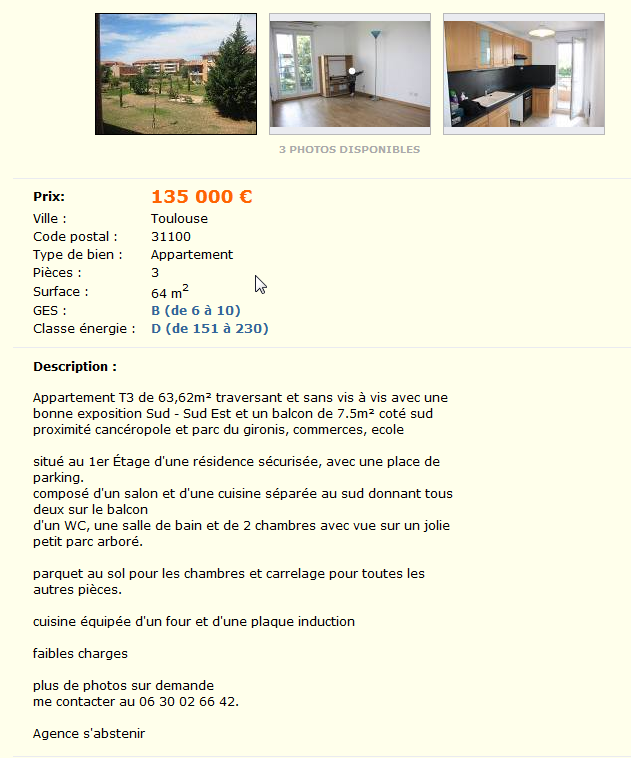 3 PHOTOS DISPONIBLES
Prix: 135 000 €
Ville : Toulouse
Code postal : 31100
Type de bien : Appartement
Pièces : 3
Surface : 64 m2
GES : B (de 6 à 10)
Classe énergie : D (de 151 à 230)
Description :
Appartement T3 de 63,62m² traversant et sans vis à vis avec une
bonne exposition Sud - Sud Est et un balcon de 7.5m² coté sud
proximité cancéropole et parc du gironis, commerces, ecole
situé au 1er Étage d'une résidence sécurisée, avec une place de
parking.
composé d'un salon et d'une cuisine séparée au sud donnant tous
deux sur le balcon
d'un WC, une salle de bain et de 2 chambres avec vue sur un jolie
petit parc arboré.
parquet au sol pour les chambres et carrelage pour toutes les
autres pièces.
cuisine équipée d'un four et d'une plaque induction
faibles charges
plus de photos sur demande
me contacter au 06 30 02 66 42.
Agence s'abstenir